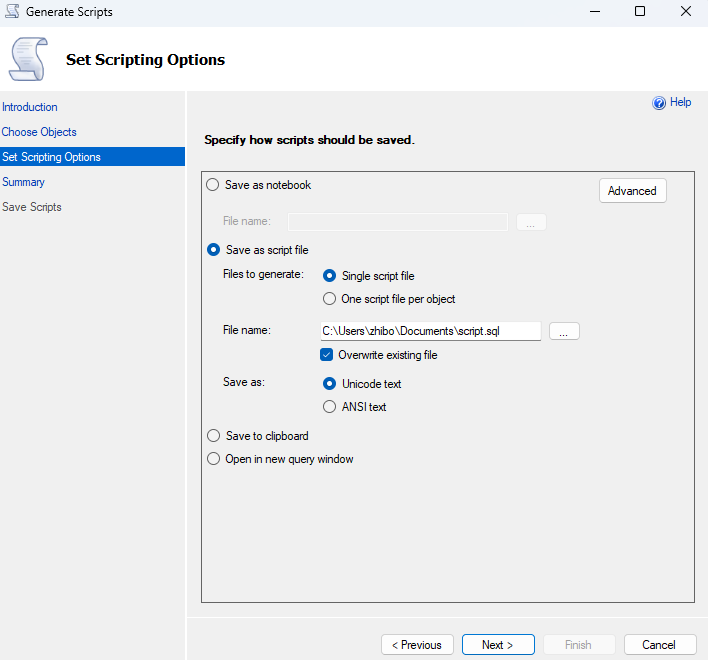 Generate Scripts
Set Scripting Options
Introduction
Choose Objects
Set Scripting Options
Summary
Save Scripts
Help
Specify how scripts should be saved.
Save as notebook
Advanced
File name:
...
Save as script file
Files to generate:
Single script file
One script file per object
File name:
C:\Users\zhibo\Documents\script.sql
...
Overwrite existing file
Save as:
Unicode text
ANSI text
Save to clipboard
Open in new query window
< Previous
Next >
Finish
Cancel